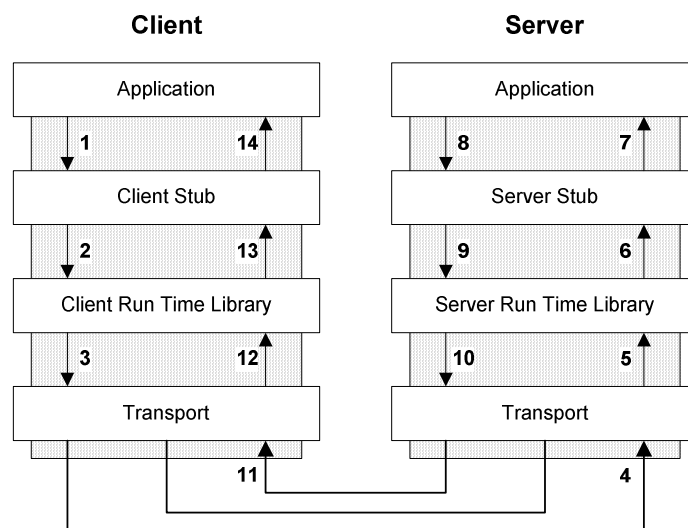 Client Server
Application Application
1 14 8 7
Client Stub Server Stub
2 13 9 6
Client Run Time Library Server Run Time Library
3 12 10 5
Transport Transport
11 4